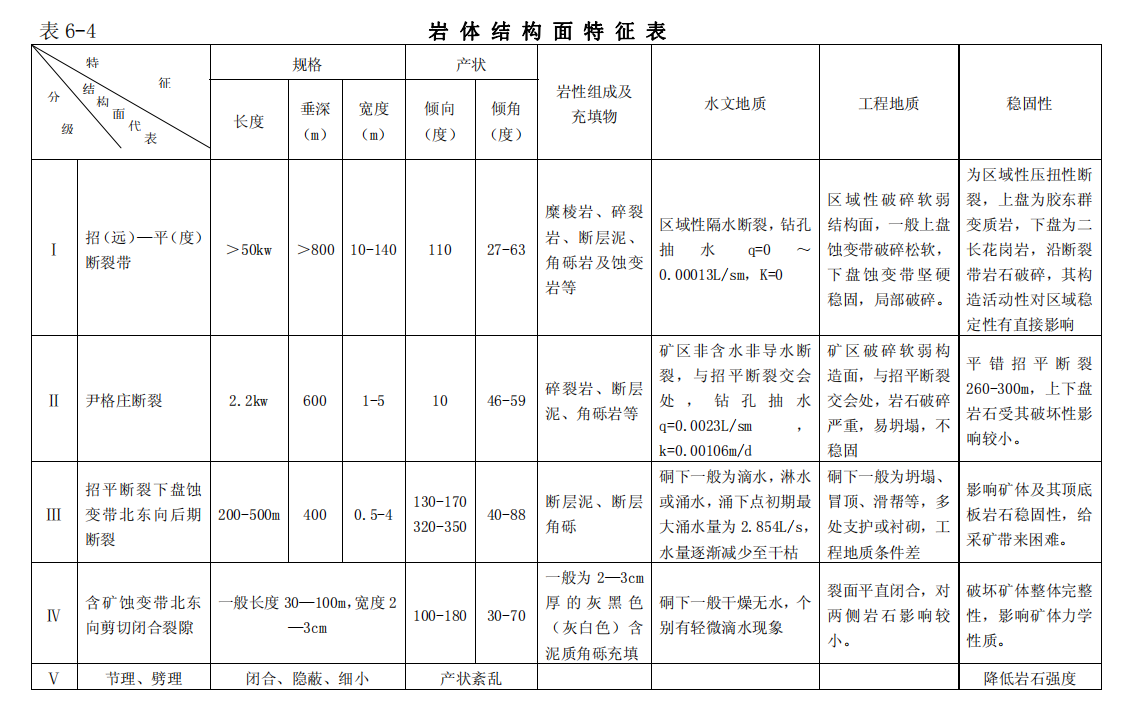 表 6-4
岩 体 结 构 面 特 征 表
特
征
结
构
面
代
表
分
级
规格
产状
岩性组成及
充填物
水文地质
工程地质
稳固性
长度
垂深
(m)
宽度
(m)
倾向
(度)
倾角
(度)
Ⅰ
招(远)—平(度)
断裂带
>50kw
>800
10-140
110
27-63
糜棱岩、碎裂
岩、断层泥、
角砾岩及蚀变
岩等
区域性隔水断裂，钻孔
抽水 q=0～
0.00013L/sm，K=0
区域性破碎软弱
结构面，一般上盘
蚀变带破碎松软，
下盘蚀变带坚硬
稳固，局部破碎。
为区域性压扭性断
裂，上盘为胶东群
变质岩，下盘为二
长花岗岩，沿断裂
带岩石破碎，其构
造活动性对区域稳
定性有直接影响
Ⅱ
尹格庄断裂
2.2kw
600
1-5
10
46-59
碎裂岩、断层
泥、角砾岩等
矿区非含水非导水断
裂，与招平断裂交会
处，钻孔抽水
q=0.0023L/sm，
k=0.00106m/d
矿区破碎软弱构
造面，与招平断裂
交会处，岩石破碎
严重，易坍塌，不
稳固
平错招平断裂
260-300m，上下盘
岩石受其破坏性影
响较小。
Ⅲ
招平断裂下盘蚀
变带北东向后期
断裂
200-500m
400
0.5-4
130-170
320-350
40-88
断层泥、断层
角砾
硐下一般为滴水，淋水
或涌水，涌下点初期最
大涌水量为 2.854L/s，
水量逐渐减少至干枯
硐下一般为坍塌、
冒顶、滑帮等，多
处支护或衬砌，工
程地质条件差
影响矿体及其顶底
板岩石稳固性，给
采矿带来困难。
Ⅳ
含矿蚀变带北东
向剪切闭合裂隙
一般长度 30—100m，宽度 2
—3cm
100-180
30-70
一般为 2—3cm
厚的灰黑色
（灰白色）含
泥质角砾充填
硐下一般干燥无水，个
别有轻微滴水现象
裂面平直闭合，对
两侧岩石影响较
小。
破坏矿体整体完整
性，影响矿体力学
性质。
Ⅴ
节理、劈理
闭合、隐蔽、细小
产状紊乱
降低岩石强度